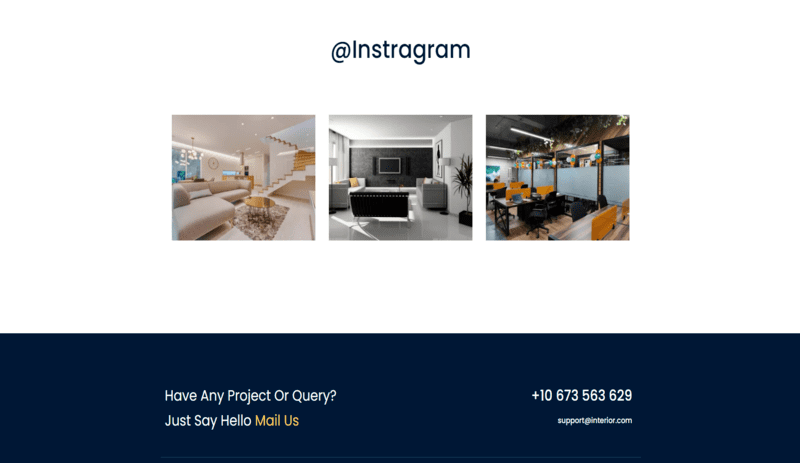 @Instragram
Have Any Project Or Query?
Just Say Hello Mail Us
+10 673 563 629
support@interior.com